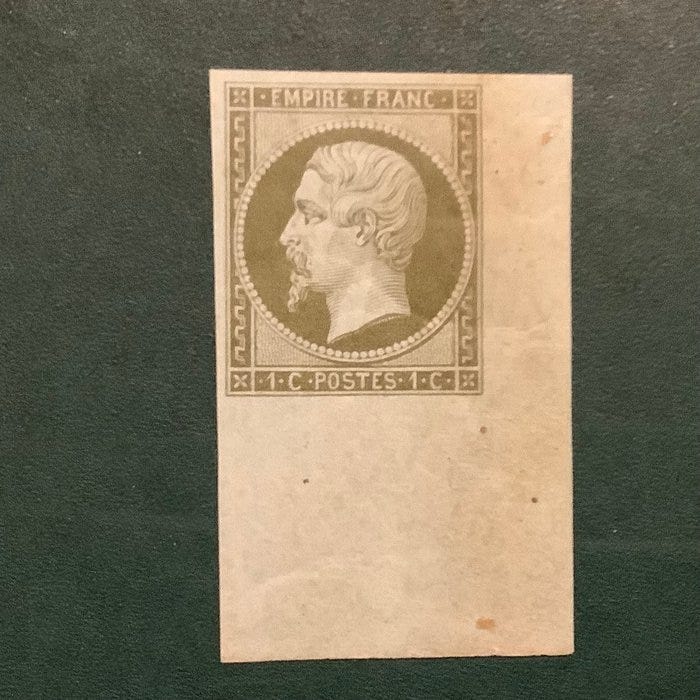 · EMPIRE · FRANC ·
· 1 · C · POSTES · 1 · C ·